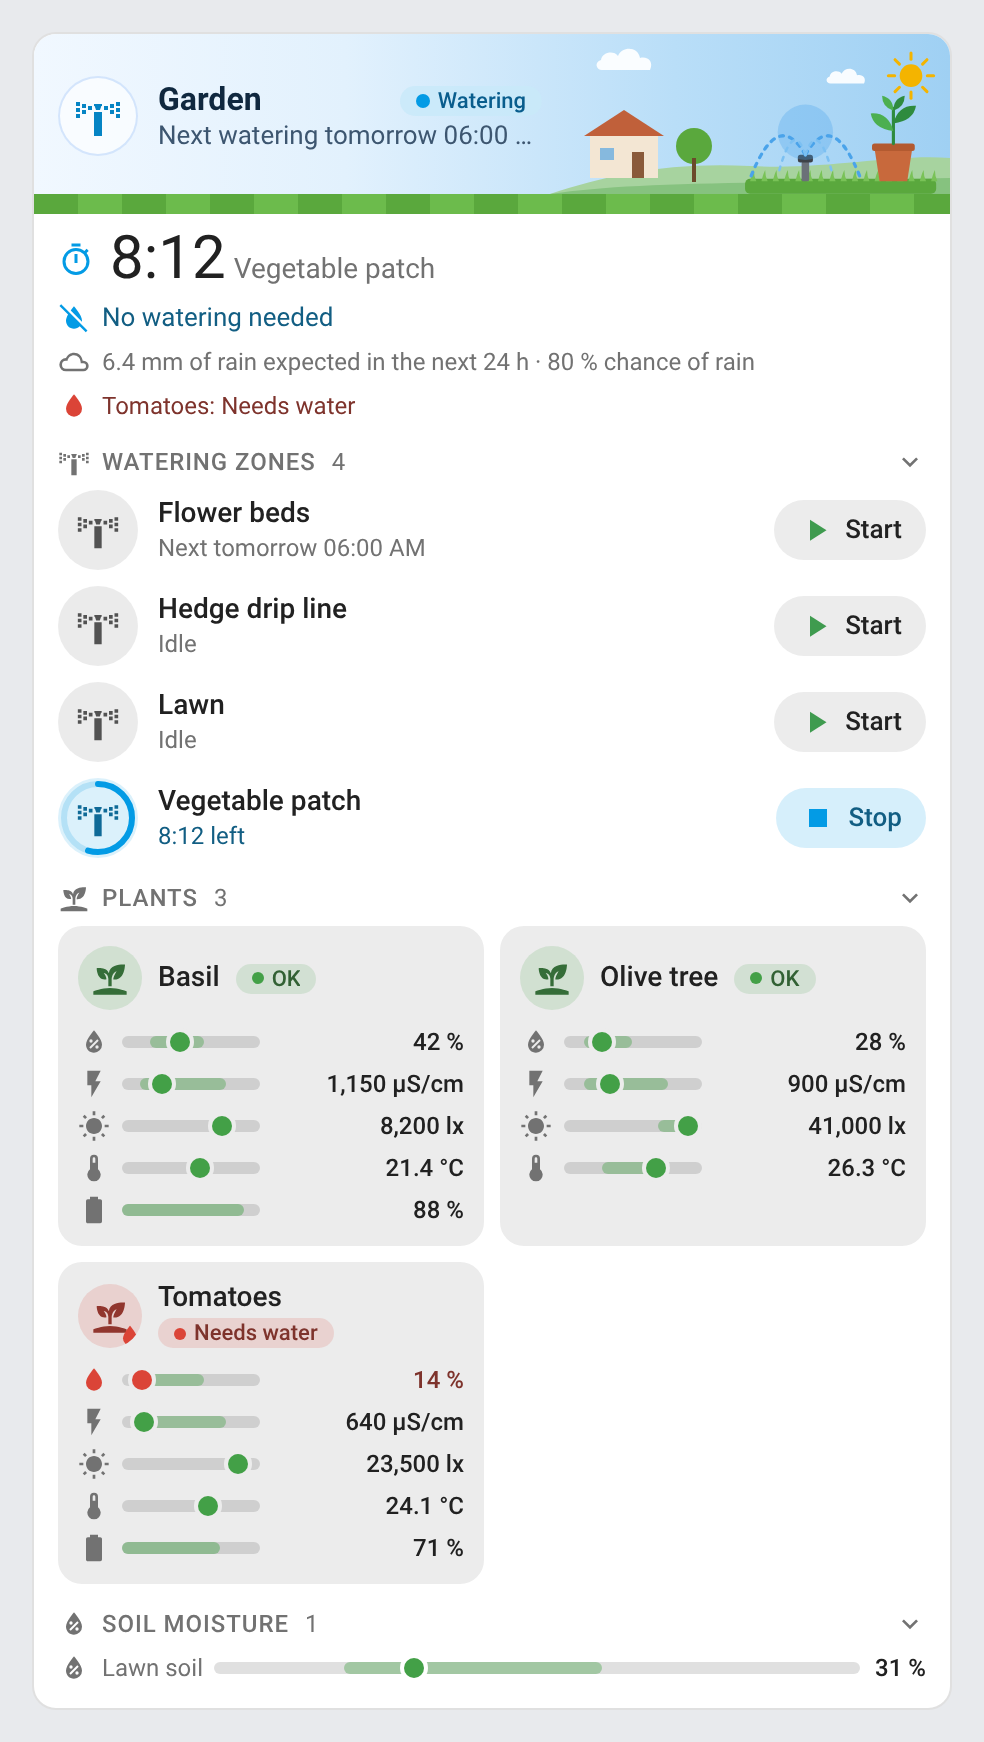 Garden
Watering
Next watering tomorrow 06:00 ...
8:12 Vegetable patch
No watering needed
6.4 mm of rain expected in the next 24 h · 80 % chance of rain
Tomatoes: Needs water
WATERING ZONES 4
Flower beds
Next tomorrow 06:00 AM
Start
Hedge drip line
Idle
Start
Lawn
Idle
Start
Vegetable patch
8:12 left
Stop
PLANTS 3
Basil OK
42 %
1,150 µS/cm
8,200 lx
21.4 °C
88 %
Olive tree OK
28 %
900 µS/cm
41,000 lx
26.3 °C
Tomatoes
Needs water
14 %
640 µS/cm
23,500 lx
24.1 °C
71 %
SOIL MOISTURE 1
Lawn soil 31 %